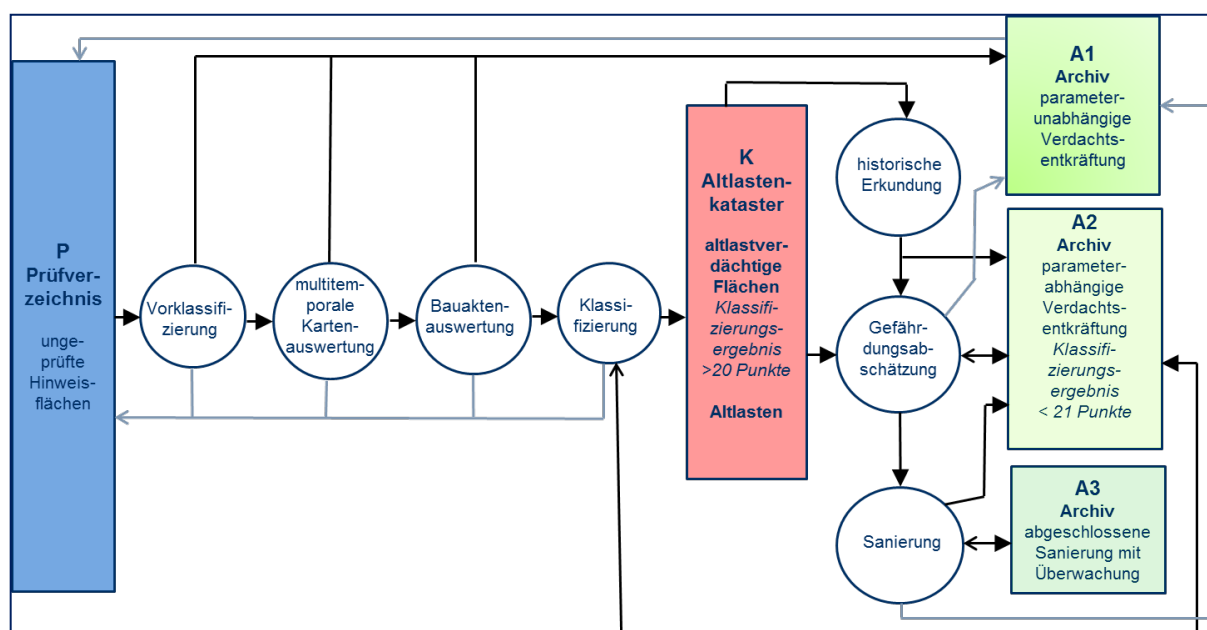 P
Prüfver-
zeichnis
unge-
prüfte
Hinweis-
flächen
Vorklassifi-
zierung
multitem-
porale
Karten-
auswertung
Bauakten-
auswertung
Klassi-
fizierung
K
Altlasten-
kataster
altlastver-
dächtige
Flächen
Klassifi-
zierungs-
ergebnis
>20 Punkte
Altlasten
historische
Erkundung
Gefähr-
dungsab-
schätzung
Sanierung
A1
Archiv
parameter-
unabhängige
Verdachts-
entkräftung
A2
Archiv
parameter-
abhängige
Verdachts-
entkräftung
Klassifi-
zierungs-
ergebnis
< 21 Punkte
A3
Archiv
abgeschlossene
Sanierung mit
Überwachung